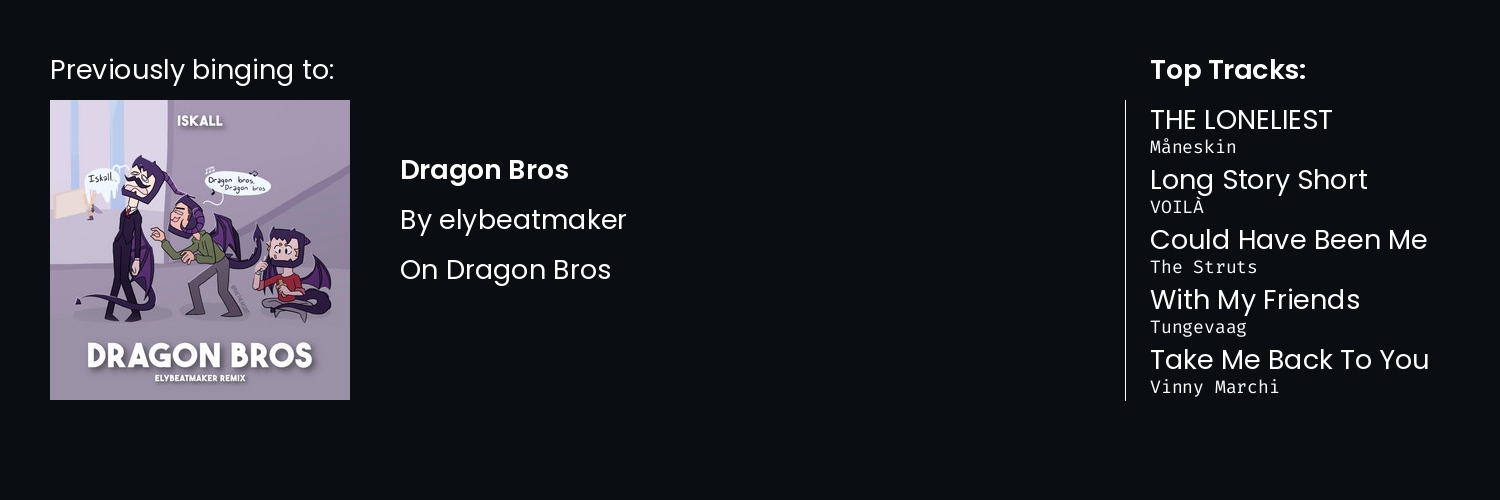 Previously binging to:
ISKALL
Iskall..
Dragon bros,
Dragon bros
DRAGON BROS
ELYBEATMAKER REMIX
Dragon Bros
By elybeatmaker
On Dragon Bros
Top Tracks:
THE LONELIEST
Måneskin
Long Story Short
VOILÀ
Could Have Been Me
The Struts
With My Friends
Tungevaag
Take Me Back To You
Vinny Marchi